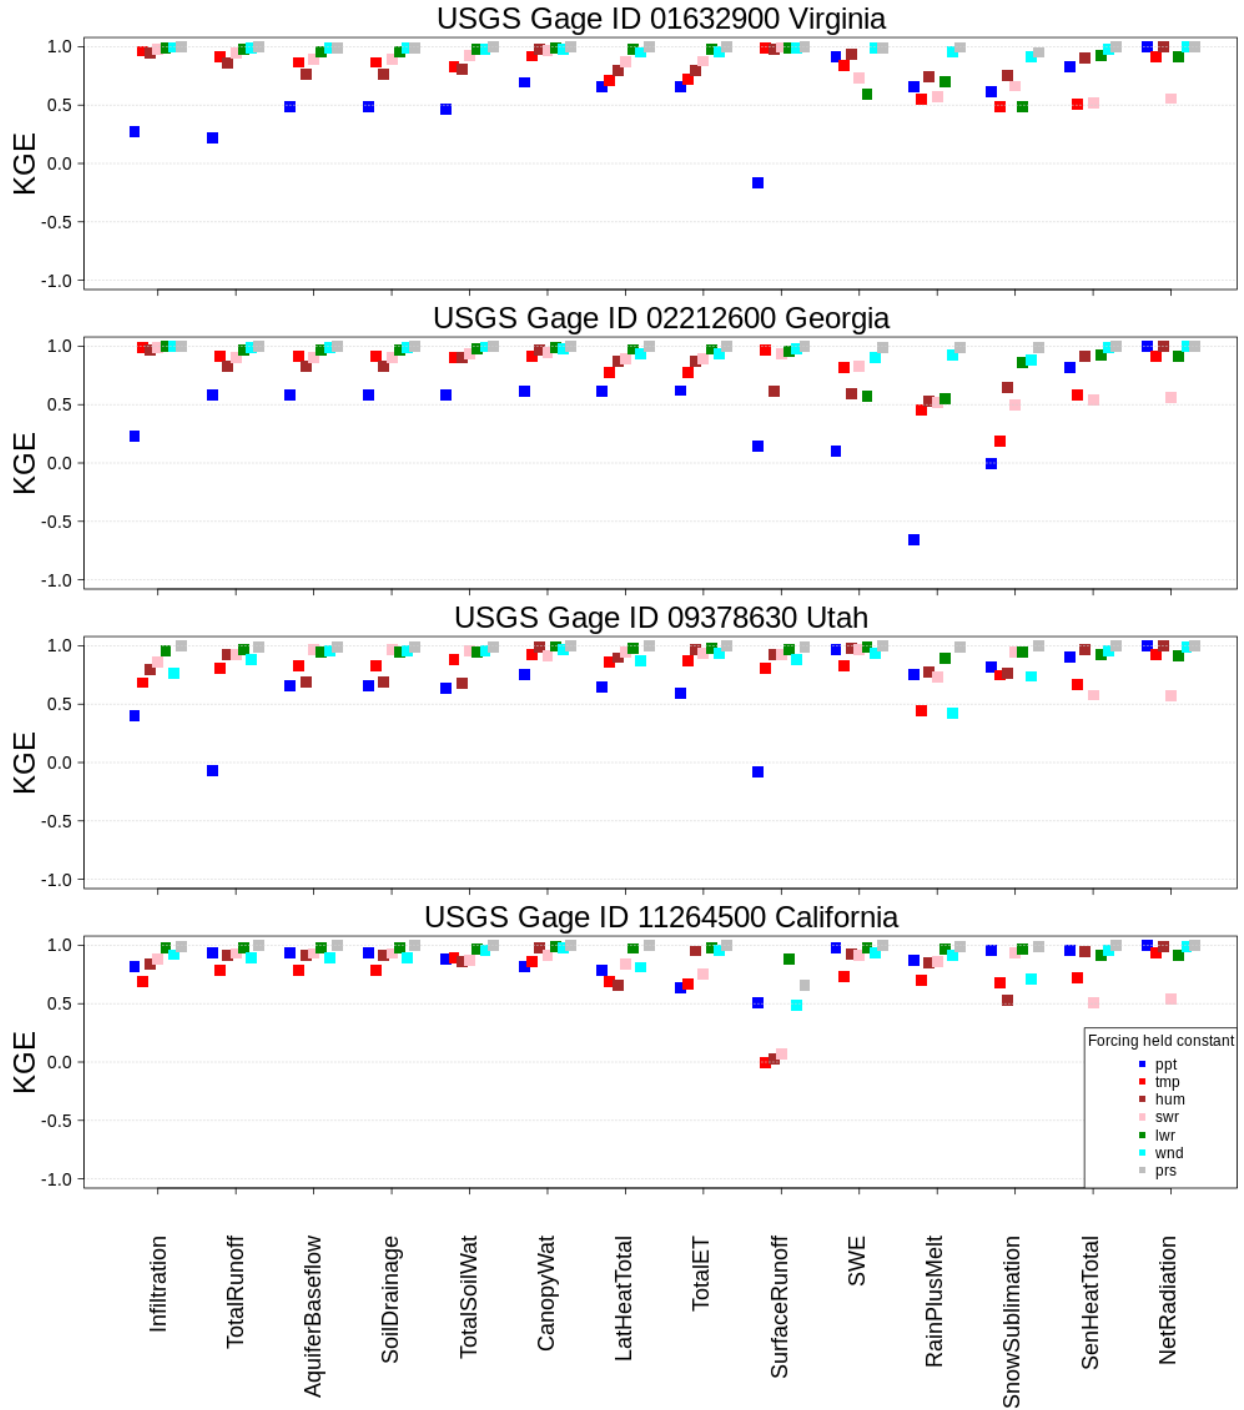 USGS Gage ID 01632900 Virginia
KGE
1.0
0.5
0.0
-0.5
-1.0
USGS Gage ID 02212600 Georgia
KGE
1.0
0.5
0.0
-0.5
-1.0
USGS Gage ID 09378630 Utah
KGE
1.0
0.5
0.0
-0.5
-1.0
USGS Gage ID 11264500 California
KGE
1.0
0.5
0.0
-0.5
-1.0
Forcing held constant
ppt
tmp
hum
swr
lwr
wnd
prs
Infiltration
TotalRunoff
AquiferBaseflow
SoilDrainage
TotalSoilWat
CanopyWat
LatHeatTotal
TotalET
SurfaceRunoff
SWE
RainPlusMelt
SnowSublimation
SenHeatTotal
NetRadiation